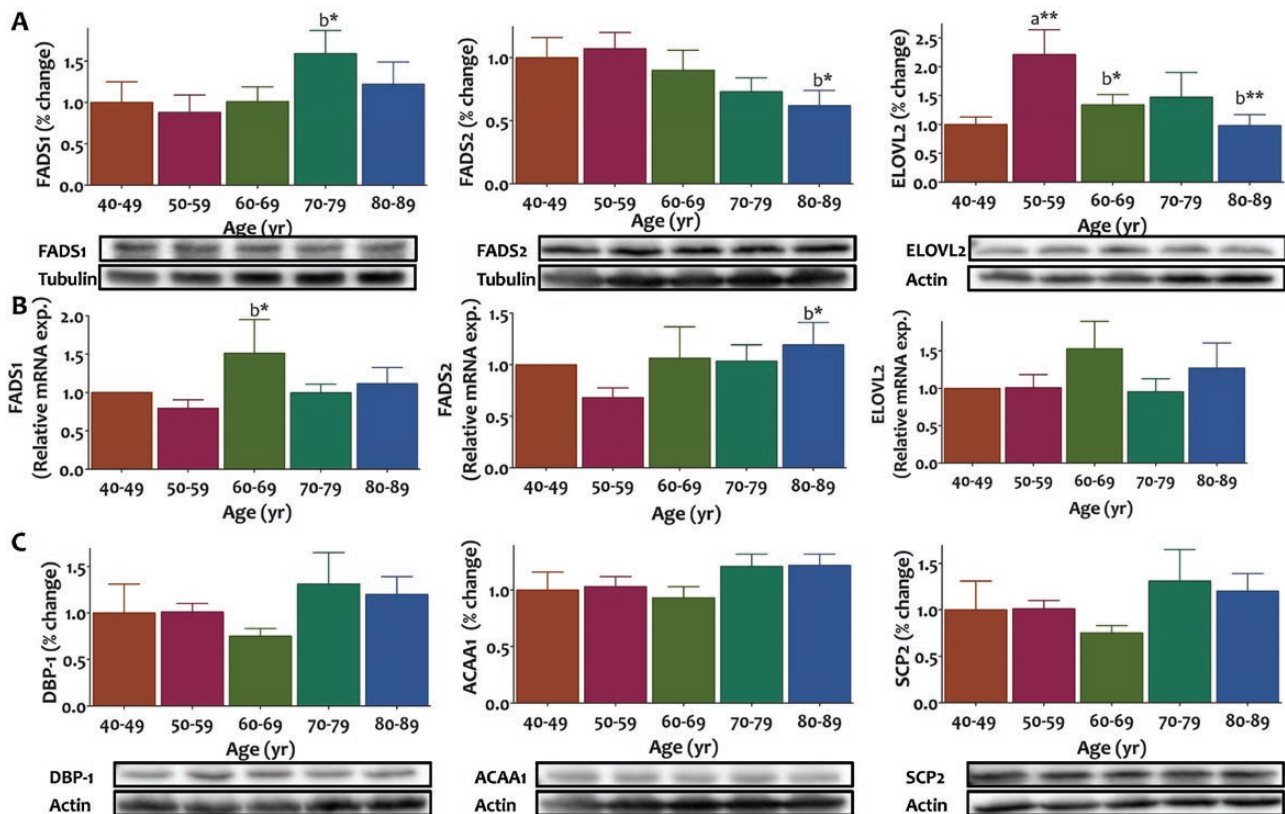 A
FADS1 (% change)
1.5
1.0
0.5
0.0
b*
40-49 50-59 60-69 70-79 80-89
Age (yr)
FADS1
Tubulin
FADS2 (% change)
1.0
0.5
0.0
b*
40-49 50-59 60-69 70-79 80-89
Age (yr)
FADS2
Tubulin
ELOVL2 (% change)
2.5
2.0
1.5
1.0
0.5
0.0
a**
b*
b**
40-49 50-59 60-69 70-79 80-89
Age (yr)
ELOVL2
Actin
B
FADS1
(Relative mRNA exp.)
2.0
1.5
1.0
0.5
0.0
b*
40-49 50-59 60-69 70-79 80-89
Age (yr)
FADS2
(Relative mRNA exp.)
1.5
1.0
0.5
0.0
b*
40-49 50-59 60-69 70-79 80-89
Age (yr)
ELOVL2
(Relative mRNA exp.)
2.0
1.5
1.0
0.5
0.0
40-49 50-59 60-69 70-79 80-89
Age (yr)
C
DBP-1 (% change)
1.5
1.0
0.5
0.0
40-49 50-59 60-69 70-79 80-89
Age (yr)
DBP-1
Actin
ACAA1 (% change)
1.5
1.0
0.5
0.0
40-49 50-59 60-69 70-79 80-89
Age (yr)
ACAA1
Actin
SCP2 (% change)
1.5
1.0
0.5
0.0
40-49 50-59 60-69 70-79 80-89
Age (yr)
SCP2
Actin